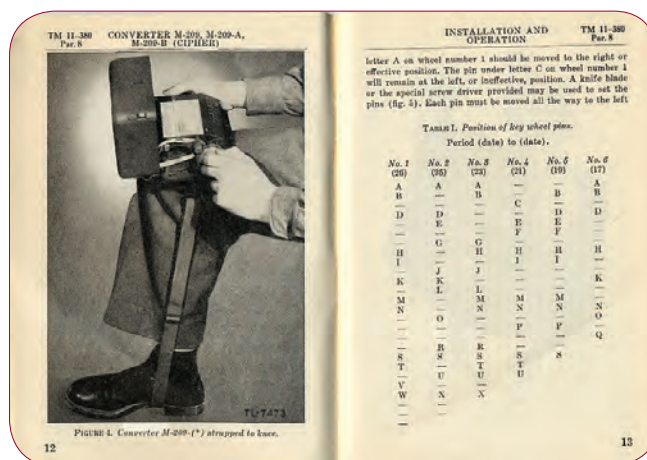 TM 11-380 CONVERTER M-209, M-209-A,
Par. 8 M-209-B (CIPHER)
TL-7473
FIGURE 4. Converter M-209-(*) strapped to knee.
12
INSTALLATION AND TM 11-380
OPERATION Par. 8
letter A on wheel number 1 should be moved to the right or
effective position. The pin under letter C on wheel number 1
will remain at the left, or ineffective, position. A knife blade
or the special screw driver provided may be used to set the
pins (fig. 5). Each pin must be moved all the way to the left
TABLE I. Position of key wheel pins.
Period (date) to (date).
No. 1 No. 2 No. 3 No. 4 No. 5 No. 6
(26) (25) (23) (21) (19) (17)
A A A — — A
B — B — B B
— — — C — —
D D — — D D
— E — E E —
— — — F F —
— G G — — —
H — H H H H
I — — I I —
— J J — — —
K K — — — K
— L L — — —
M — M M M —
N — N N N N
— O — — — O
— — — P P —
— — — — — Q
— R R — —
S S S S S
T — T T
— U U U
V — —
W X X
— —
—
—
13